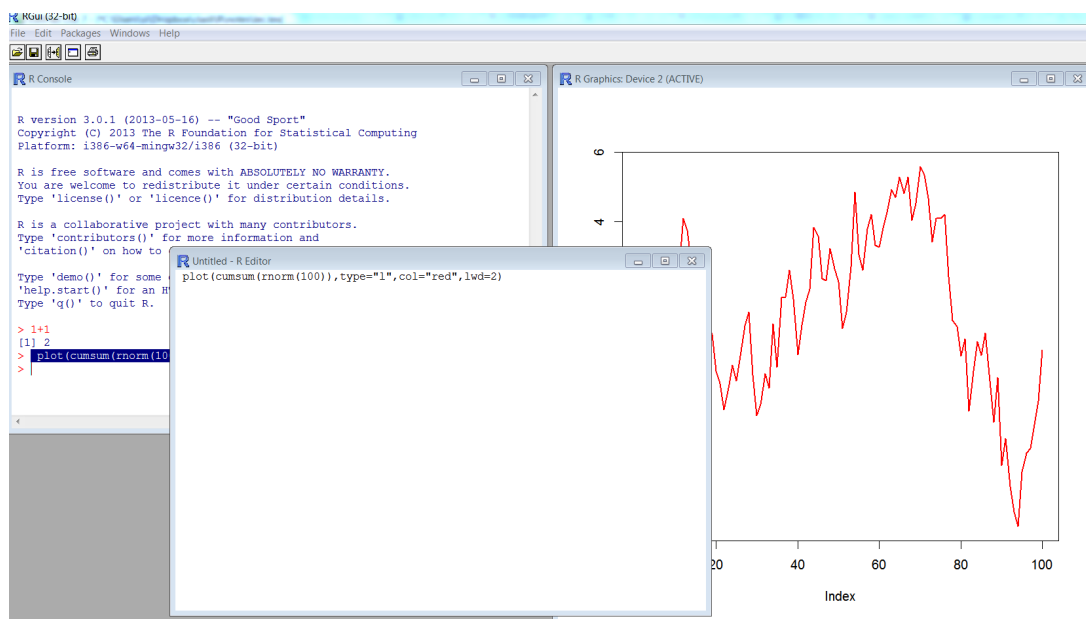 RGui (32-bit)
File Edit Packages Windows Help
R Console
R version 3.0.1 (2013-05-16) -- "Good Sport"
Copyright (C) 2013 The R Foundation for Statistical Computing
Platform: i386-w64-mingw32/i386 (32-bit)
R is free software and comes with ABSOLUTELY NO WARRANTY.
You are welcome to redistribute it under certain conditions.
Type 'license()' or 'licence()' for distribution details.
R is a collaborative project with many contributors.
Type 'contributors()' for more information and
'citation()' on how to
Type 'demo()' for some
'help.start()' for an
Type 'q()' to quit R.
> 1+1
[1] 2
> plot(cumsum(rnorm(10
>
Untitled - R Editor
plot(cumsum(rnorm(100)),type="l",col="red",lwd=2)
R Graphics: Device 2 (ACTIVE)
6
4
20 40 60 80 100
Index